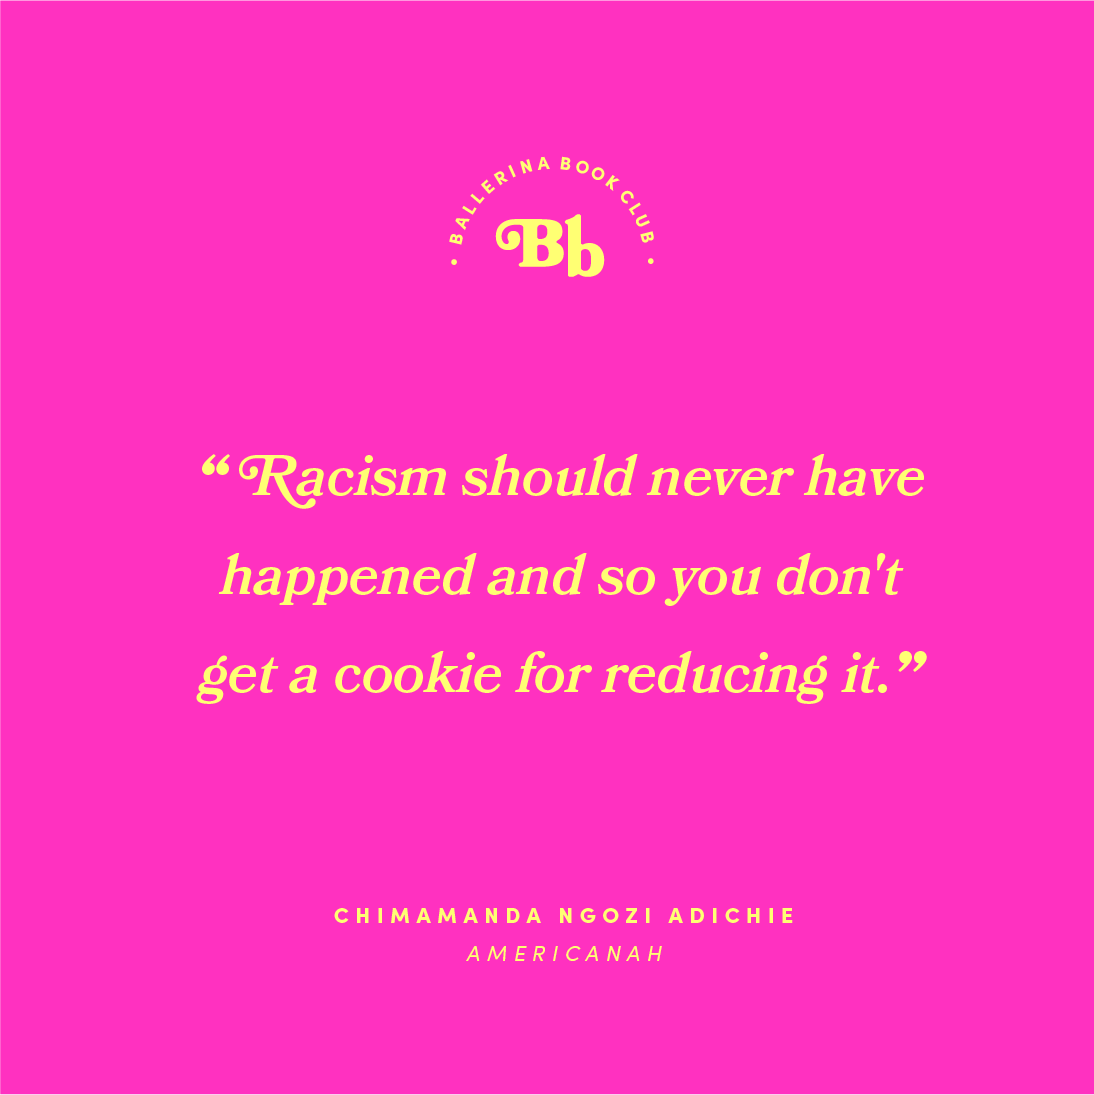 • BALLERINA BOOK CLUB •
Bb
“Racism should never have
happened and so you don't
get a cookie for reducing it.”
CHIMAMANDA NGOZI ADICHIE
AMERICANAH